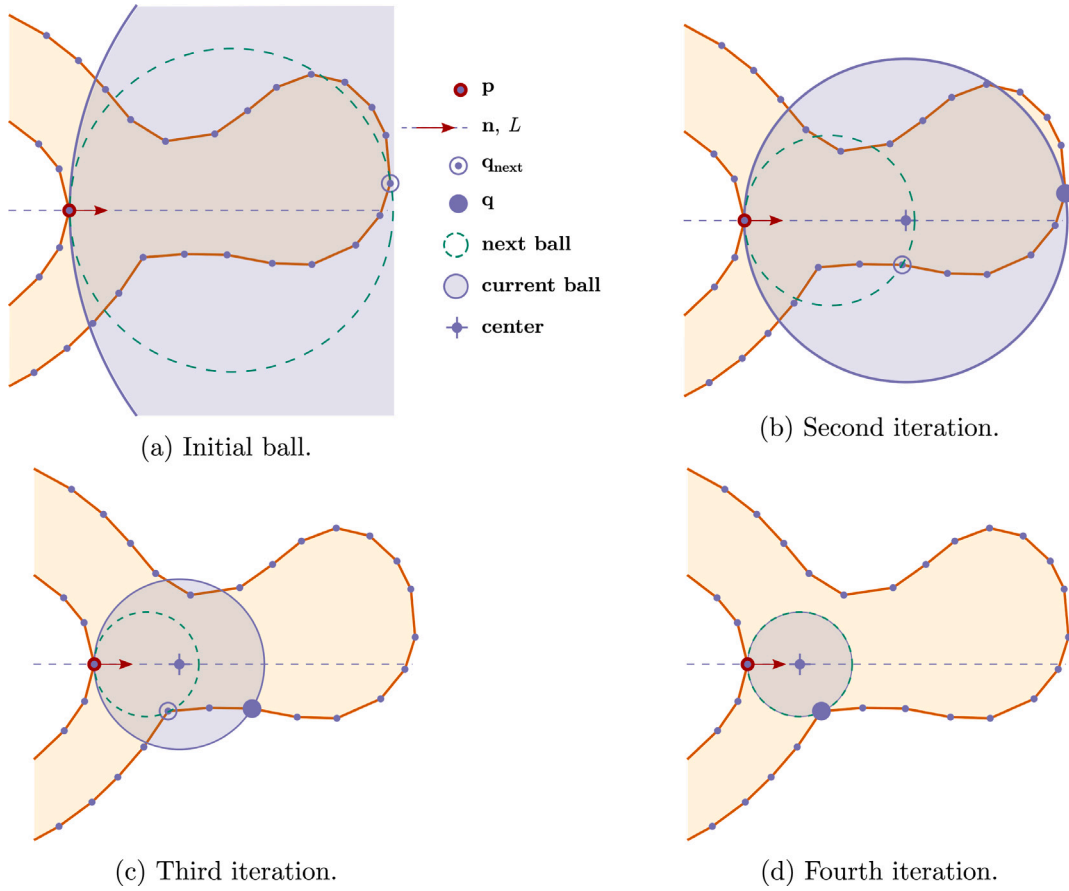 p
n, L
q_next
q
next ball
current ball
center
(a) Initial ball.
(b) Second iteration.
(c) Third iteration.
(d) Fourth iteration.